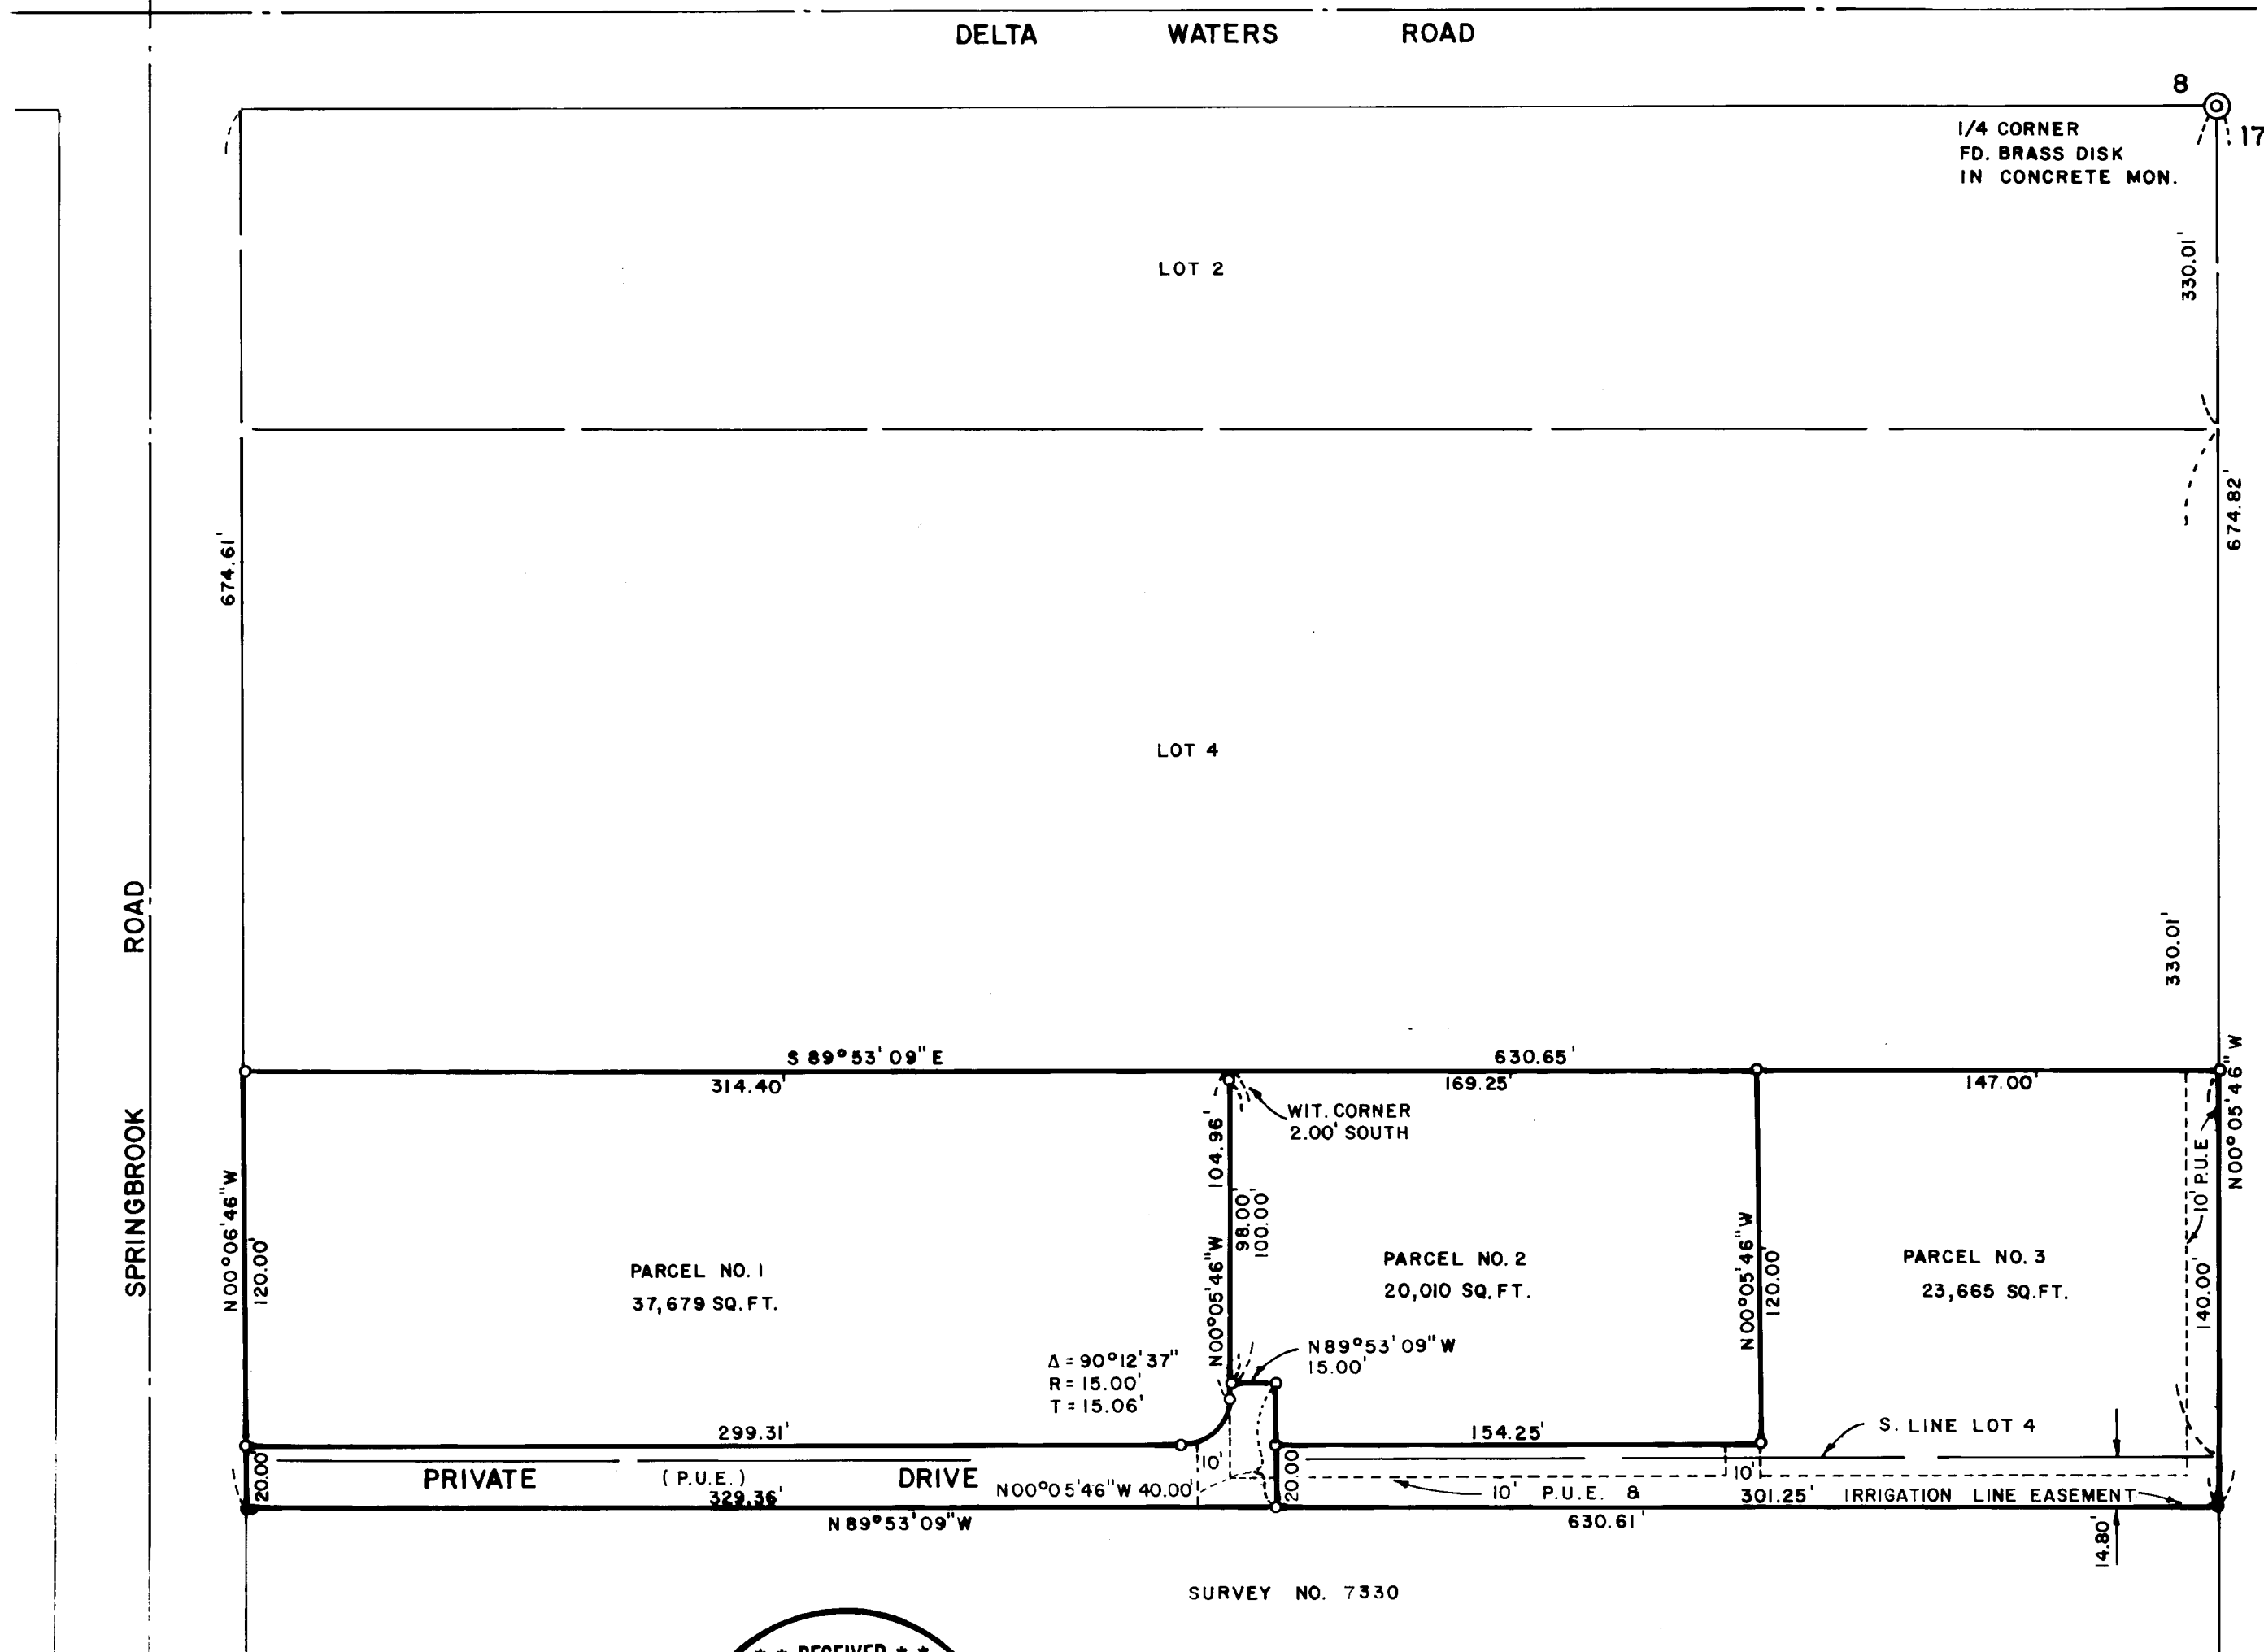 DELTA WATERS ROAD
8
17
1/4 CORNER
FD. BRASS DISK
IN CONCRETE MON.
330.01'
LOT 2
674.61'
674.82'
LOT 4
SPRINGBROOK ROAD
330.01'
S 89°53'09"E
630.65'
314.40'
169.25'
147.00'
WIT. CORNER
2.00' SOUTH
104.96'
98.00'
100.00'
N00°05'46"W
N00°06'46"W
120.00'
N00°05'46"W
120.00'
10' P.U.E
N00°05'46"W
140.00'
PARCEL NO. 1
37,679 SQ. FT.
PARCEL NO. 2
20,010 SQ. FT.
PARCEL NO. 3
23,665 SQ.FT.
N89°53'09"W
15.00'
Δ = 90°12'37"
R = 15.00'
T = 15.06'
299.31'
154.25'
S. LINE LOT 4
20.00'
PRIVATE (P.U.E.) DRIVE
10'
N00°05'46"W 40.00'
20.00
10'
329.36'
10' P.U.E. &
301.25' IRRIGATION LINE EASEMENT
N89°53'09"W
630.61'
14.80'
SURVEY NO. 7330
* * RECEIVED * *